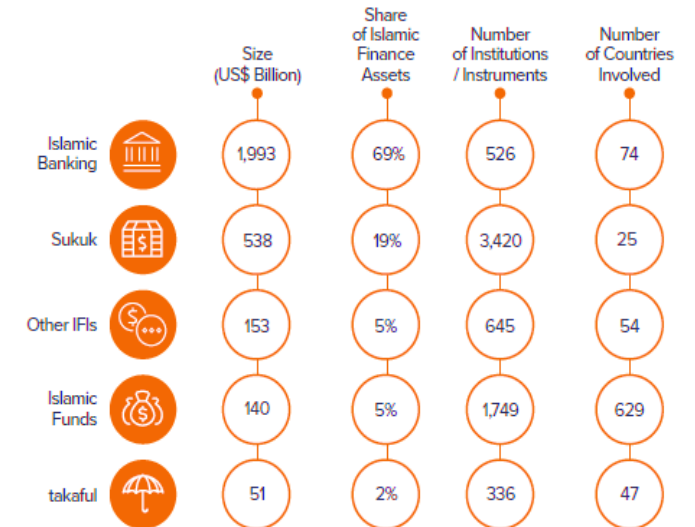 Size
(US$ Billion)
Share
of Islamic
Finance
Assets
Number
of Institutions
/ Instruments
Number
of Countries
Involved
Islamic
Banking
1,993
69%
526
74
Sukuk
$
538
19%
3,420
25
Other IFIs
$
153
5%
645
54
Islamic
Funds
$
140
5%
1,749
629
takaful
51
2%
336
47